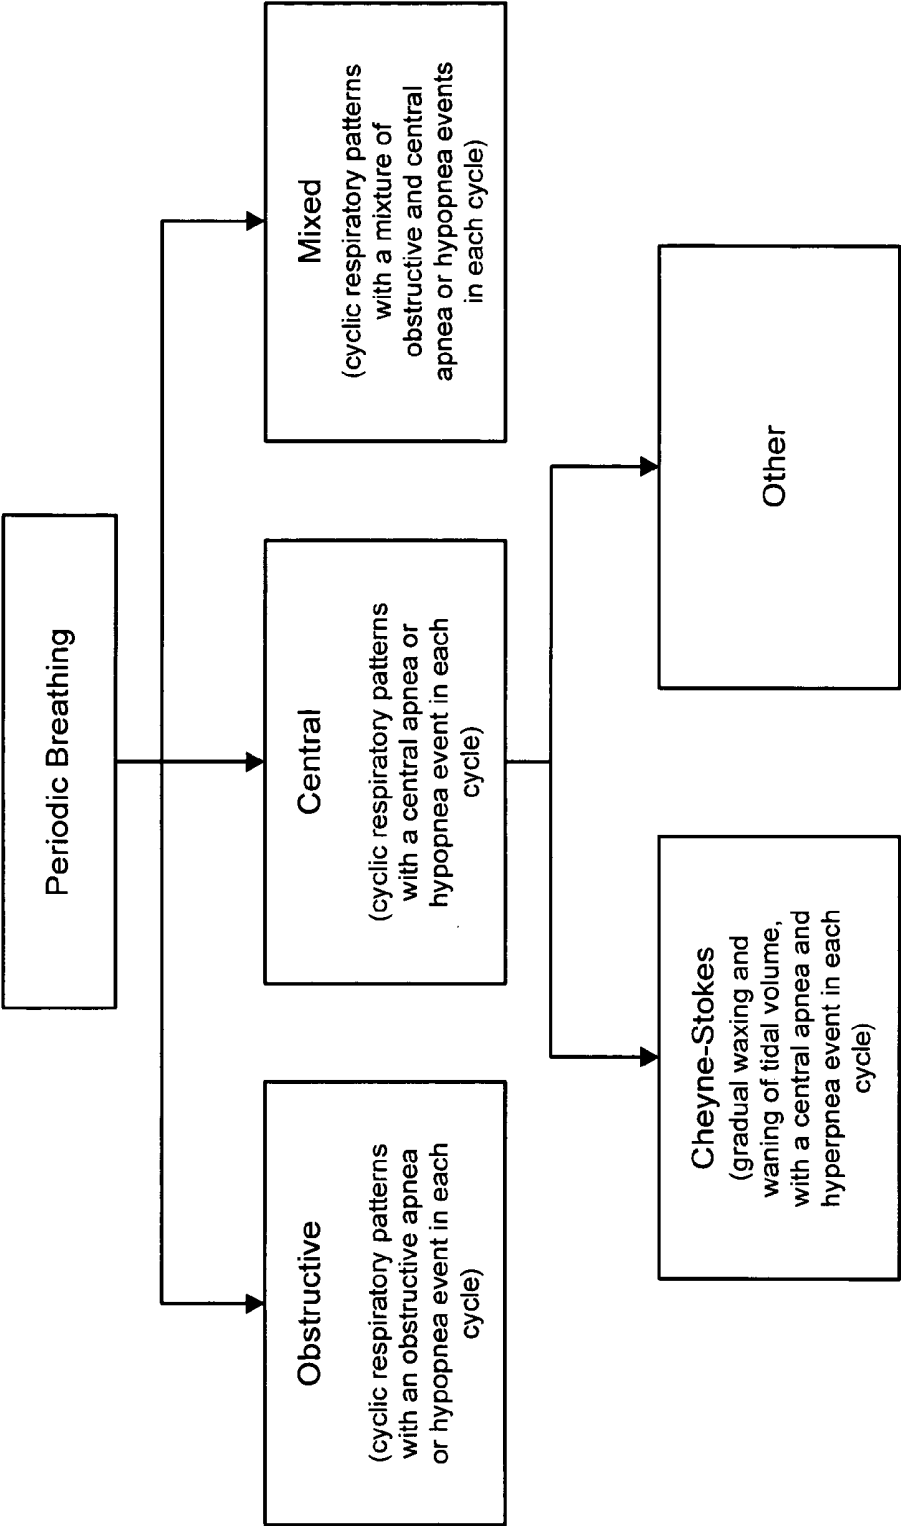 Periodic Breathing
Obstructive
(cyclic respiratory patterns
with an obstructive apnea
or hypopnea event in each
cycle)
Central
(cyclic respiratory patterns
with a central apnea or
hypopnea event in each
cycle)
Mixed
(cyclic respiratory patterns
with a mixture of
obstructive and central
apnea or hypopnea events
in each cycle)
Cheyne-Stokes
(gradual waxing and
waning of tidal volume,
with a central apnea and
hyperpnea event in each
cycle)
Other